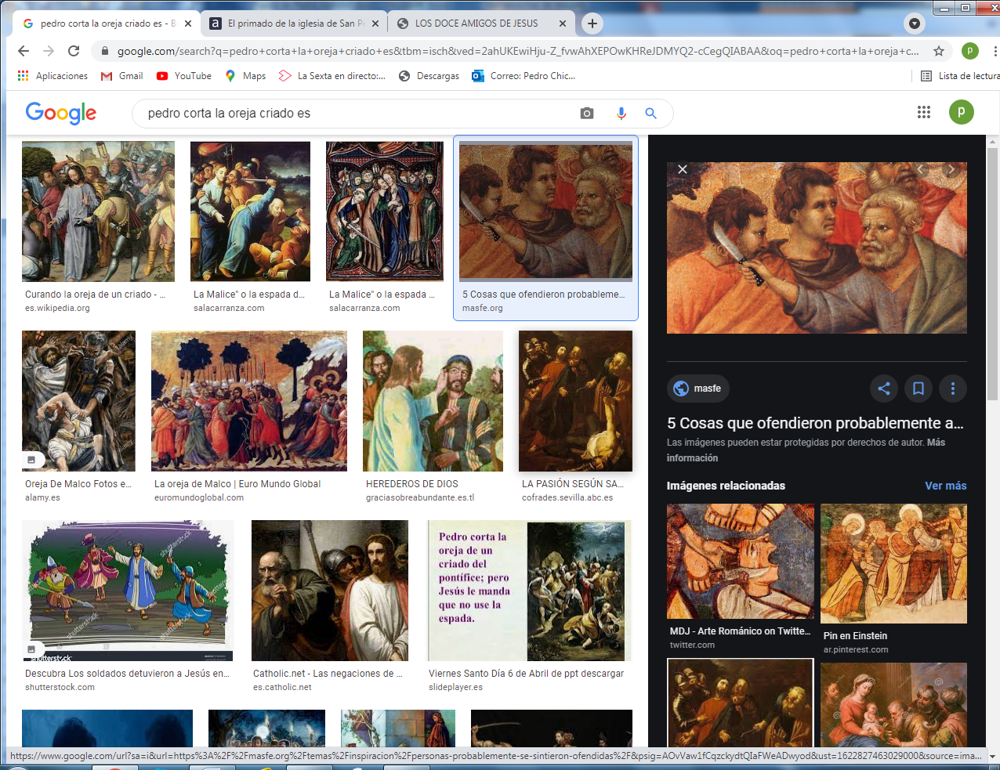 pedro corta la oreja criado es - B
El primado de la iglesia de San P
LOS DOCE AMIGOS DE JESUS
google.com/search?q=pedro+corta+la+oreja+criado+es&tbm=isch&ved=2ahUKEwiHju-Z_fvwAhXEPOwKHReJDMYQ2-cCegQIABAA&oq=pedro+corta+la+oreja+c...
p
Aplicaciones
Gmail
YouTube
Maps
La Sexta en directo:...
Descargas
Correo: Pedro Chic...
Lista de lectura
Google
pedro corta la oreja criado es
p
Curando la oreja de un criado - ...
es.wikipedia.org
La Malice" o la espada d...
salacarranza.com
La Malice" o la espada ...
salacarranza.com
5 Cosas que ofendieron probableme...
masfe.org
Oreja De Malco Fotos e...
alamy.es
La oreja de Malco | Euro Mundo Global
euromundoglobal.com
HEREDEROS DE DIOS
graciasobreabundante.es.tl
LA PASIÓN SEGÚN SA...
cofrades.sevilla.abc.es
shutterstock
Descubra Los soldados detuvieron a Jesús en...
shutterstock.com
Catholic.net - Las negaciones de ...
es.catholic.net
Pedro corta la
oreja de un
criado del
pontífice; pero
Jesús le manda
que no use la
espada.
Viernes Santo Día 6 de Abril de ppt descargar
slideplayer.es
masfe
5 Cosas que ofendieron probablemente a...
Las imágenes pueden estar protegidas por derechos de autor. Más
información
Imágenes relacionadas
Ver más
MDJ - Arte Románico on Twitte...
twitter.com
Pin en Einstein
ar.pinterest.com
https://www.google.com/url?sa=i&url=https%3A%2F%2Fmasfe.org%2Ftemas%2Finspiracion%2Fpersonas-probablemente-se-sintieron-ofendidas%2F&psig=AOvVaw1fCqzckydtQIaFWeADwyod&ust=1622827463029000&source=ima...